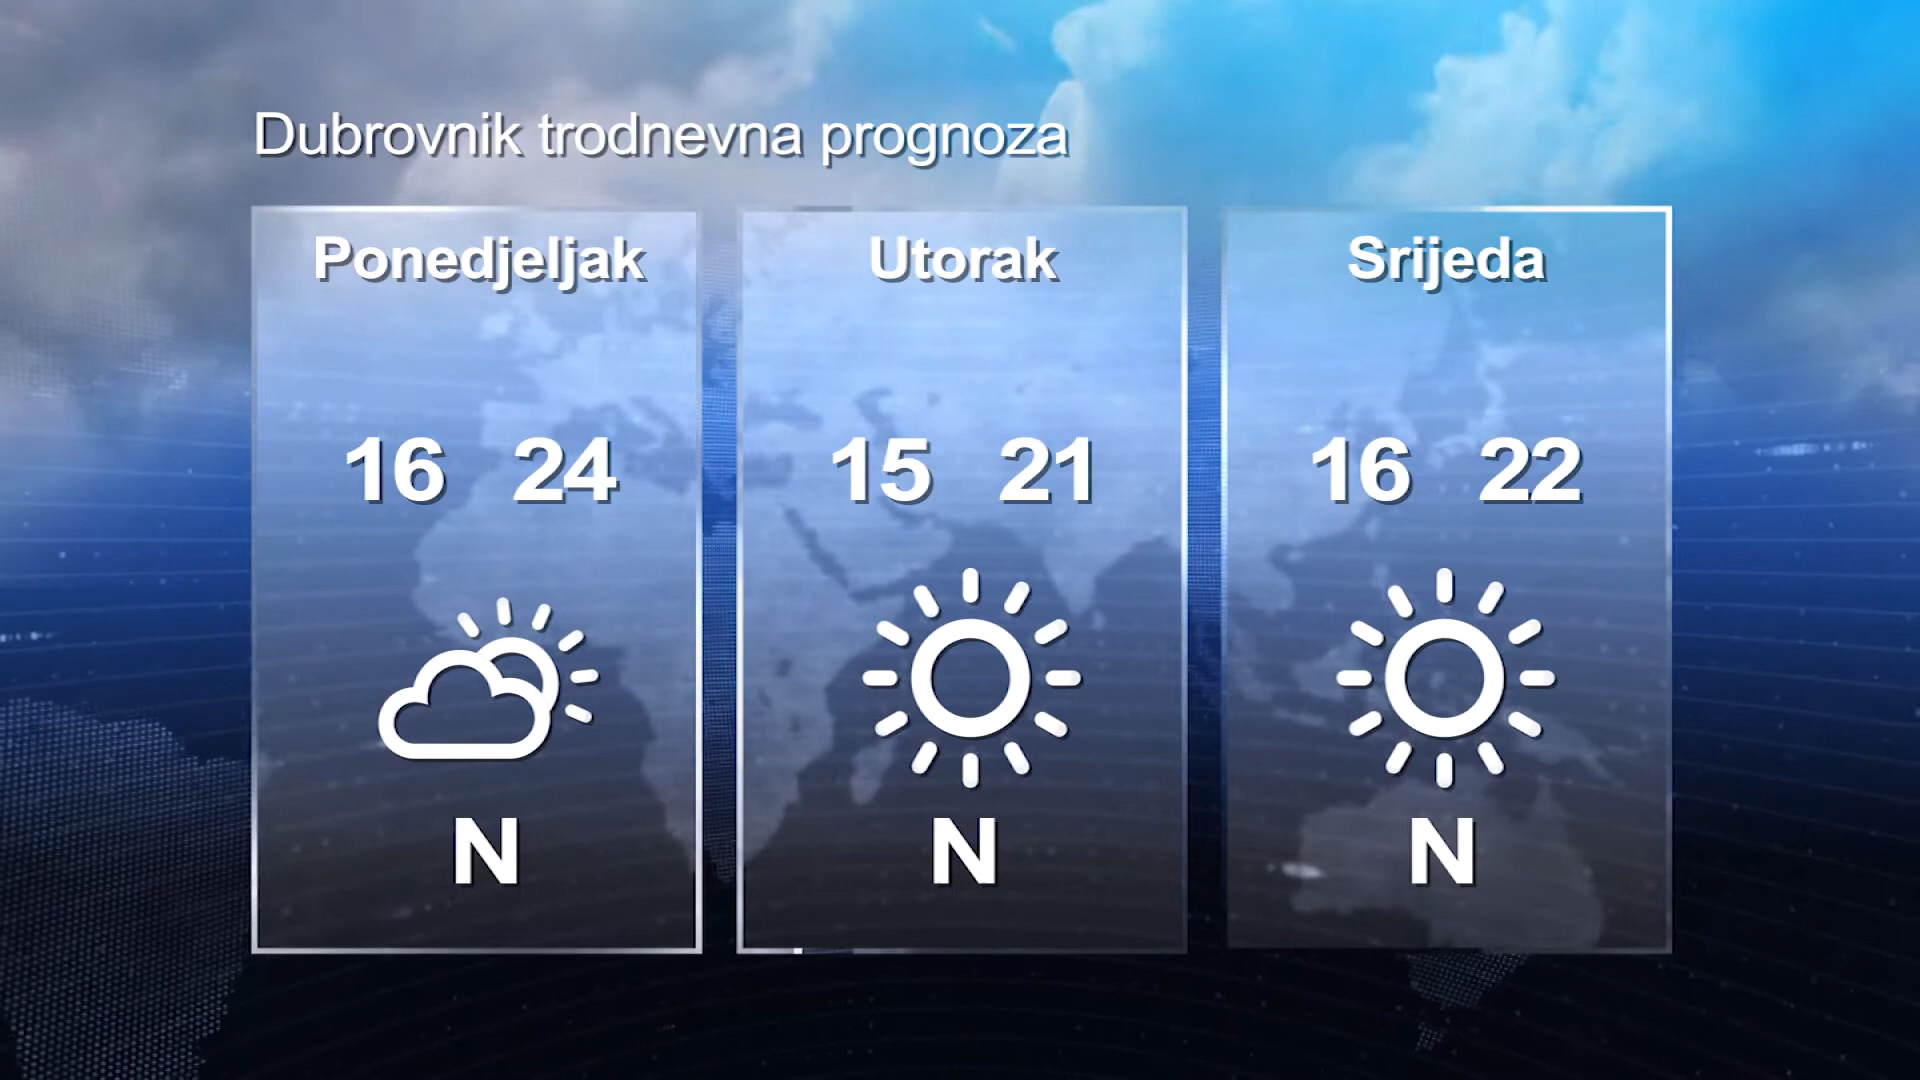 Dubrovnik trodnevna prognoza
Ponedjeljak
16 24
N
Utorak
15 21
N
Srijeda
16 22
N